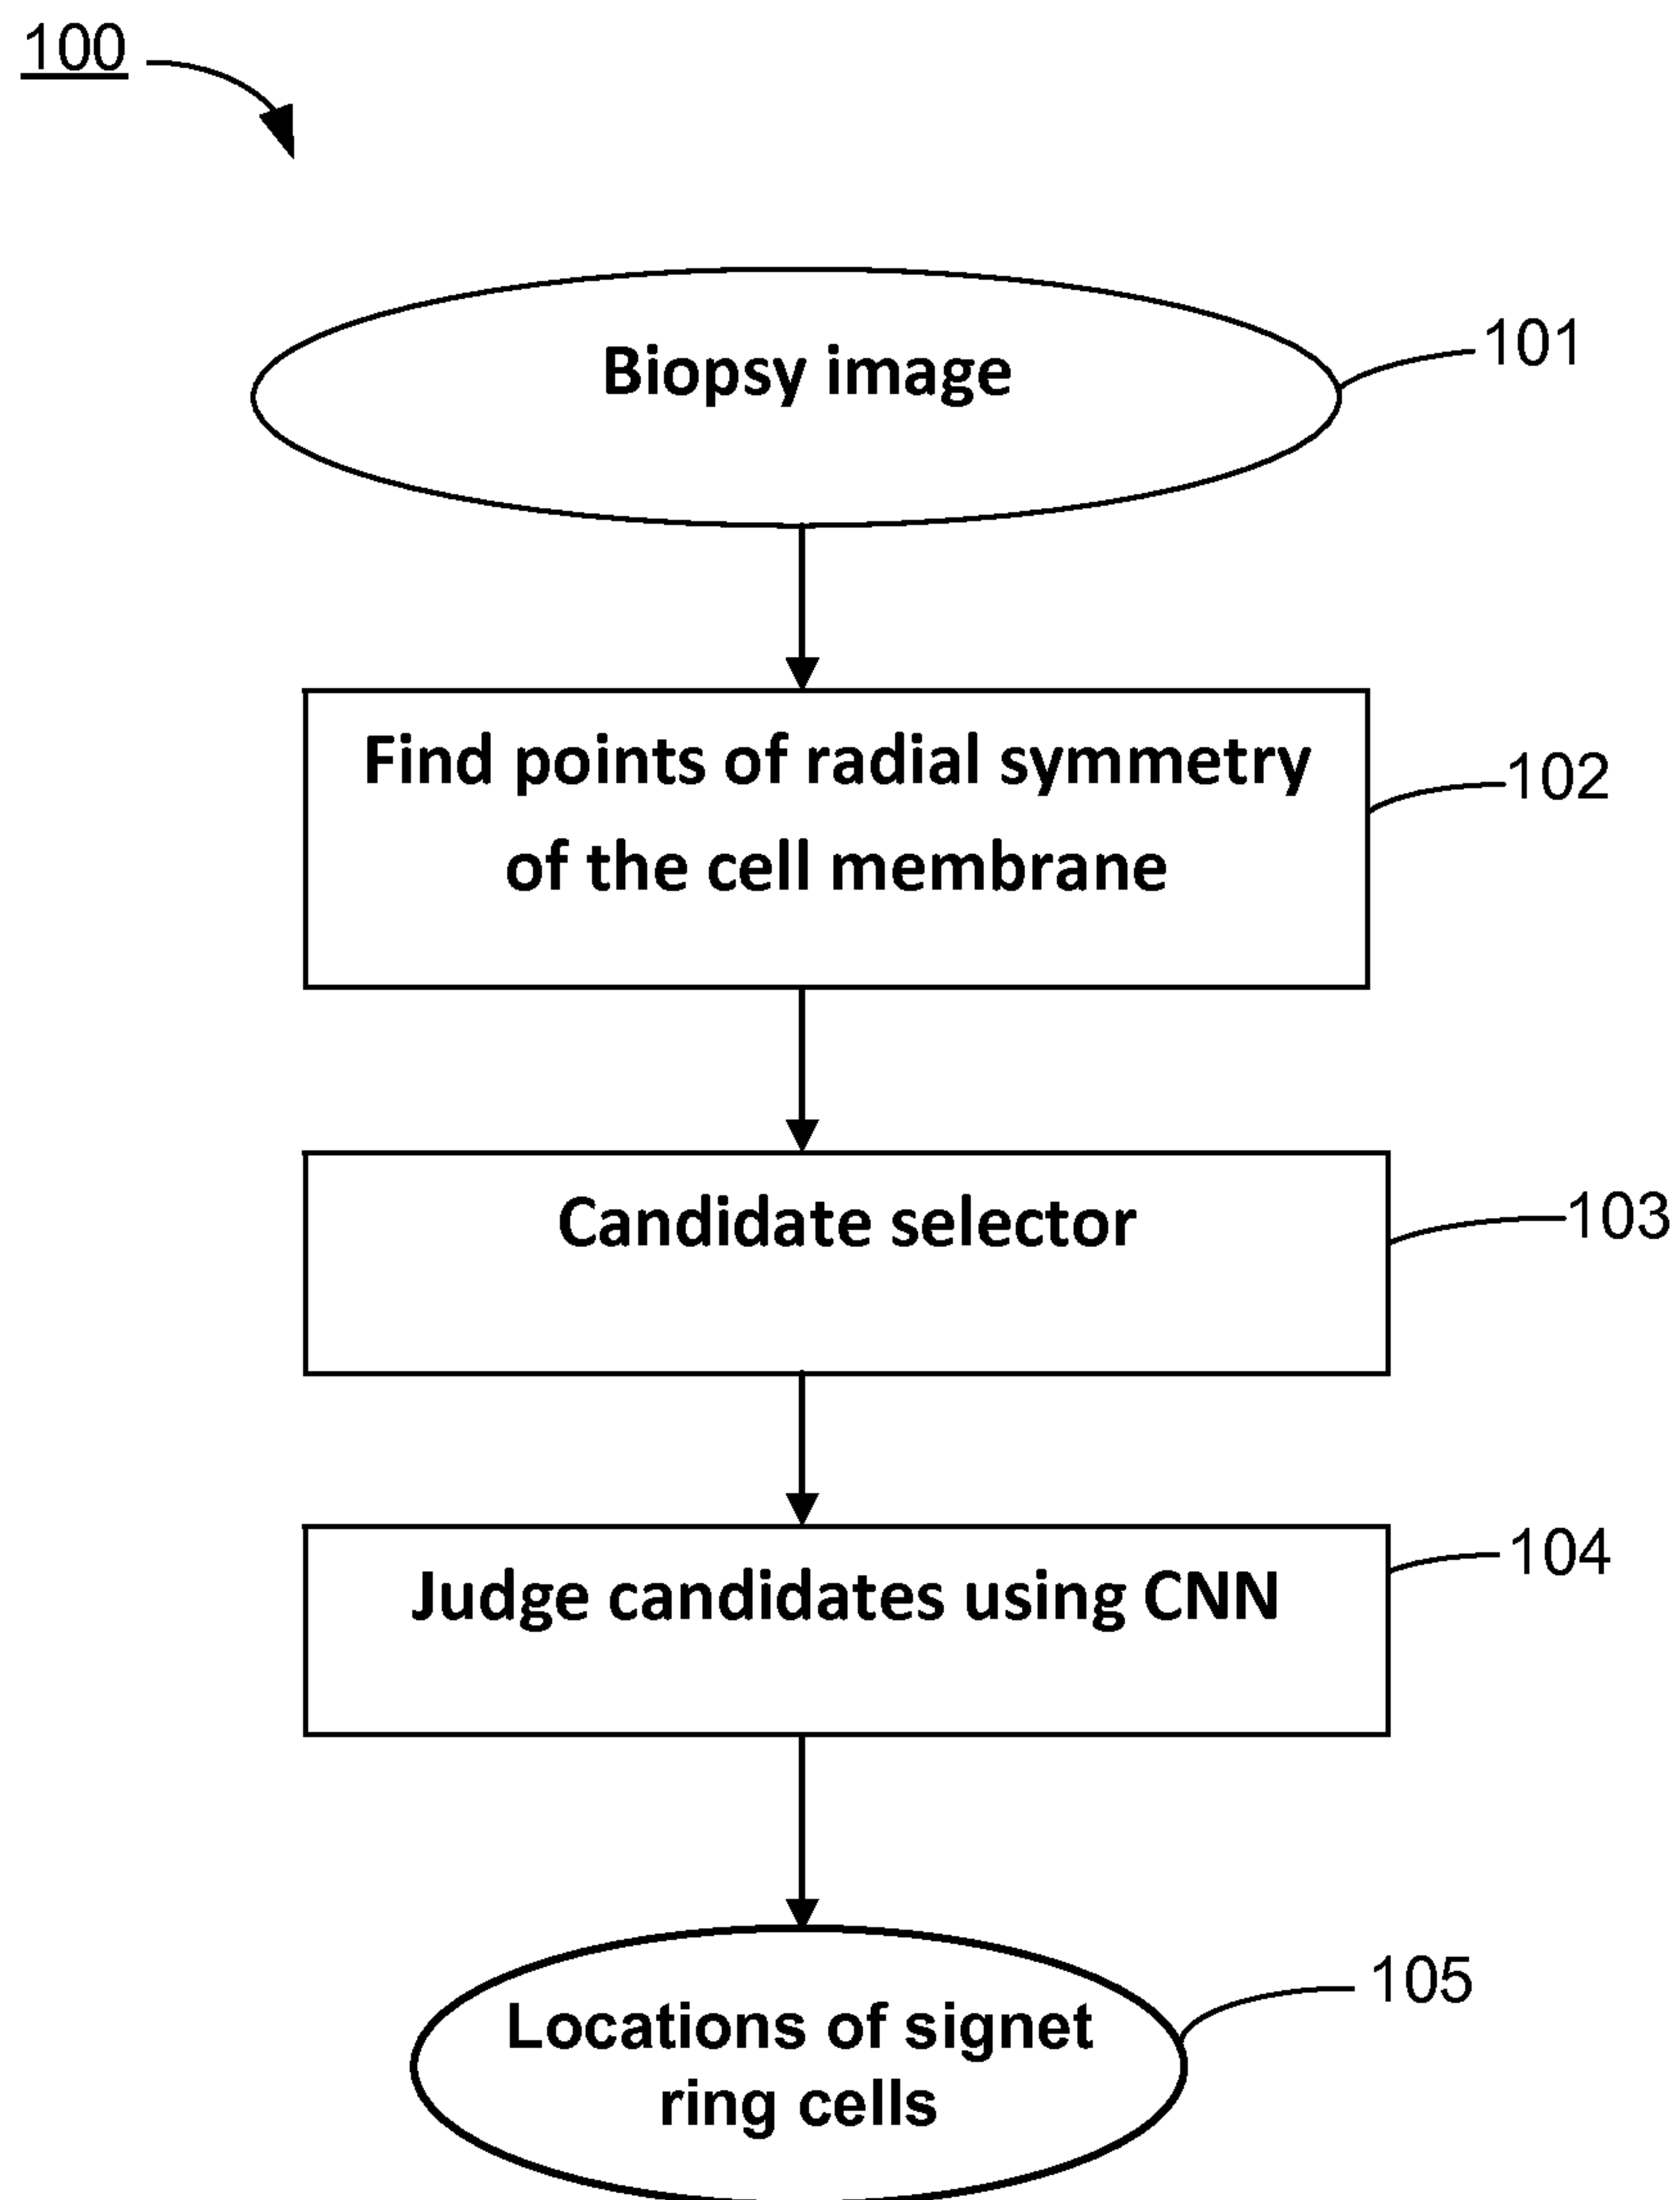 100
Biopsy image
101
Find points of radial symmetry
of the cell membrane
102
Candidate selector
103
Judge candidates using CNN
104
Locations of signet
ring cells
105